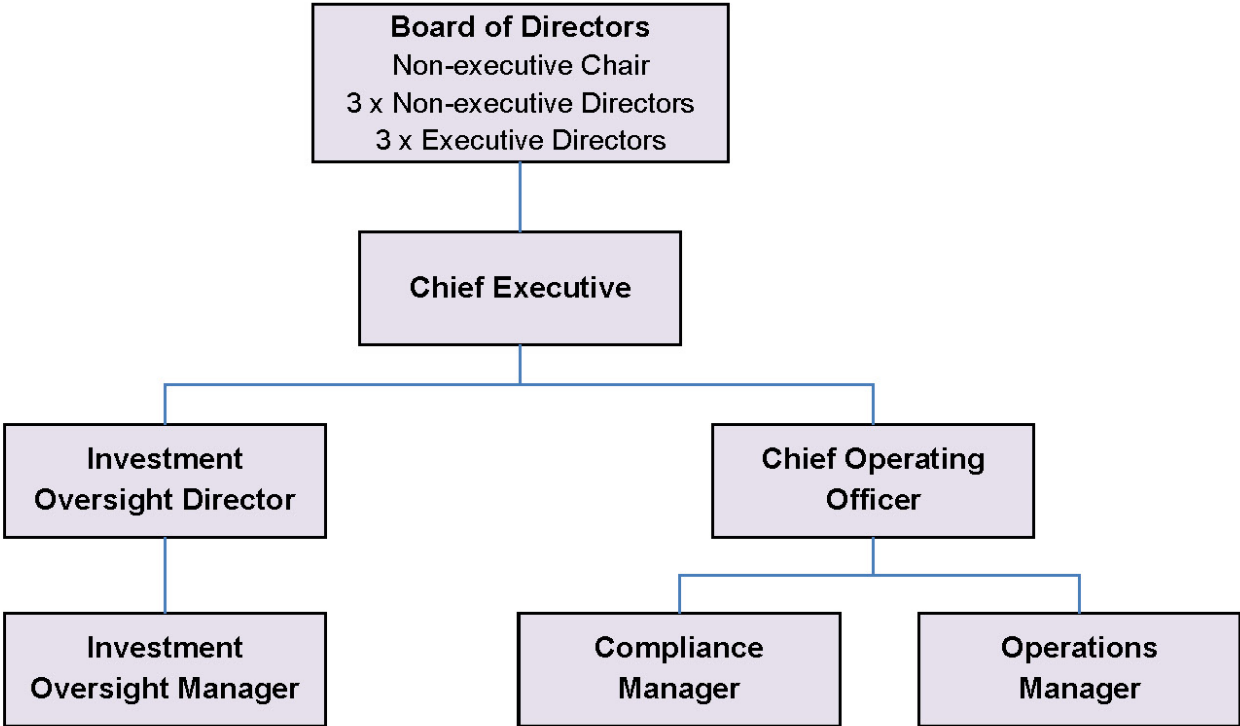 Board of Directors
Non-executive Chair
3 x Non-executive Directors
3 x Executive Directors
Chief Executive
Investment
Oversight Director
Chief Operating
Officer
Investment
Oversight Manager
Compliance
Manager
Operations
Manager